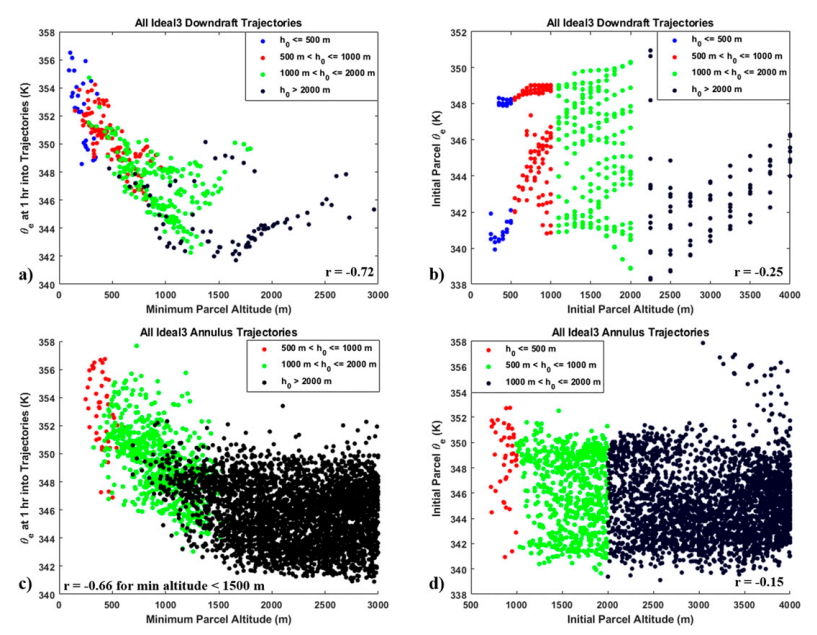 a)
All Ideal3 Downdraft Trajectories
358
356
354
352
350
348
346
344
342
340
θe at 1 hr into Trajectories (K)
h0 <= 500 m
500 m < h0 <= 1000 m
1000 m < h0 <= 2000 m
h0 > 2000 m
r = -0.72
0 500 1000 1500 2000 2500 3000
Minimum Parcel Altitude (m)
b)
All Ideal3 Downdraft Trajectories
352
350
348
346
344
342
340
338
Initial Parcel θe (K)
h0 <= 500 m
500 m < h0 <= 1000 m
1000 m < h0 <= 2000 m
h0 > 2000 m
r = -0.25
0 500 1000 1500 2000 2500 3000 3500 4000
Initial Parcel Altitude (m)
c)
All Ideal3 Annulus Trajectories
358
356
354
352
350
348
346
344
342
340
θe at 1 hr into Trajectories (K)
500 m < h0 <= 1000 m
1000 m < h0 <= 2000 m
h0 > 2000 m
r = -0.66 for min altitude < 1500 m
0 500 1000 1500 2000 2500 3000
Minimum Parcel Altitude (m)
d)
All Ideal3 Annulus Trajectories
358
356
354
352
350
348
346
344
342
340
338
Initial Parcel θe (K)
h0 <= 500 m
500 m < h0 <= 1000 m
1000 m < h0 <= 2000 m
r = -0.15
500 1000 1500 2000 2500 3000 3500 4000
Initial Parcel Altitude (m)